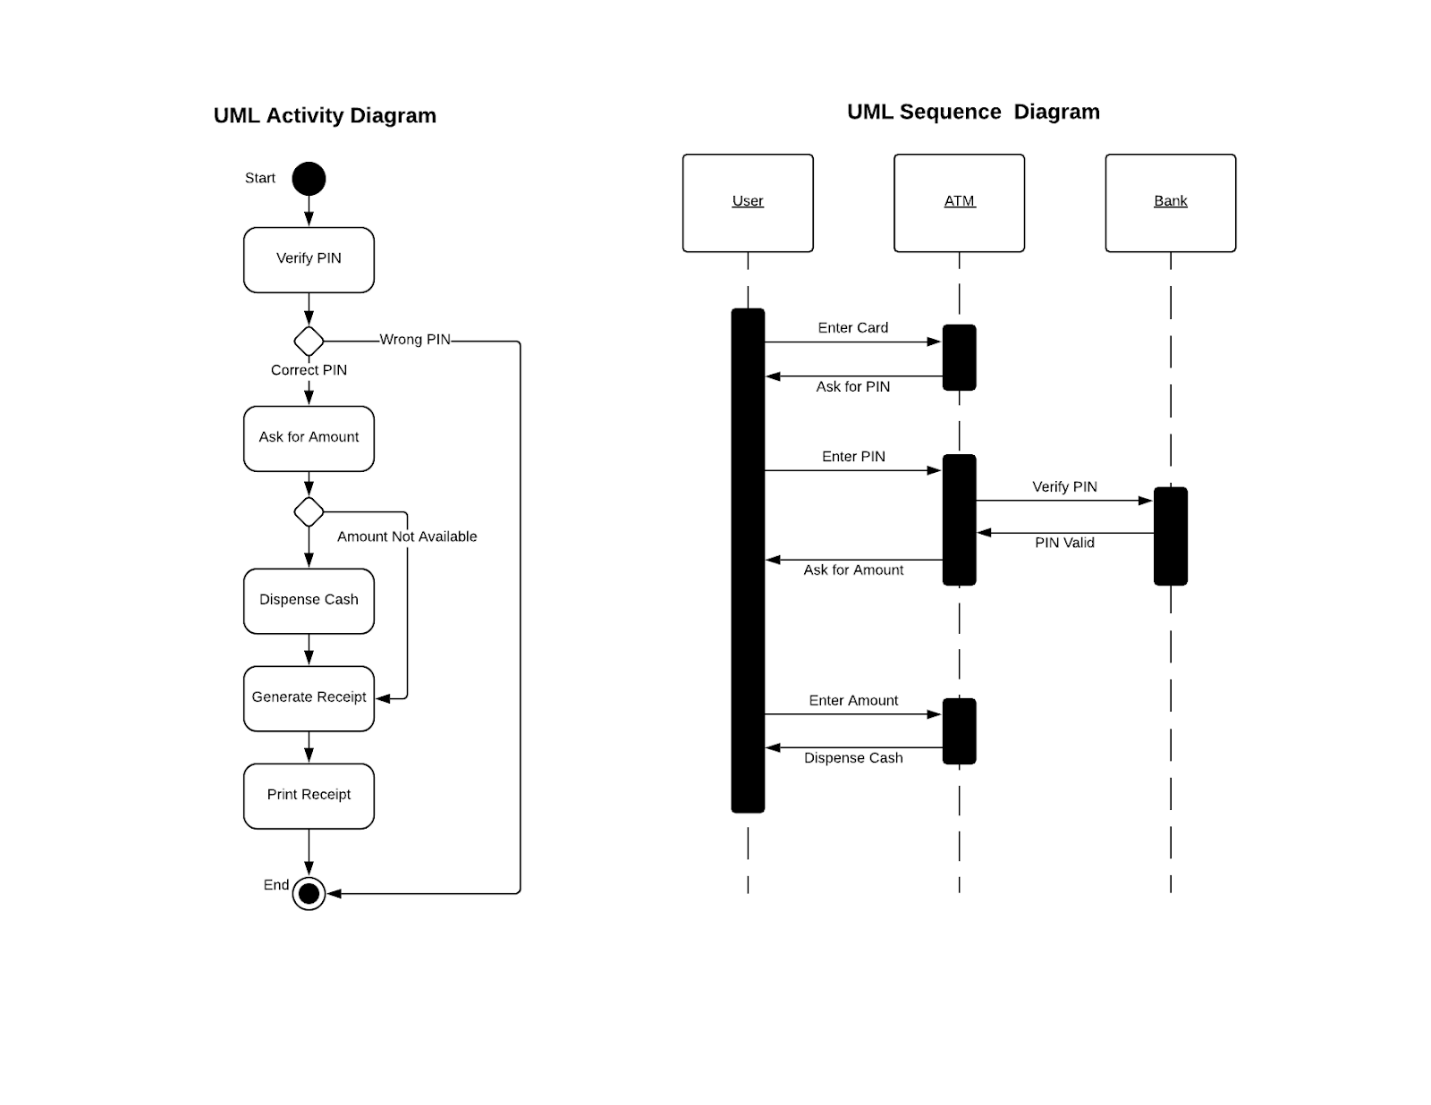 UML Activity Diagram
Start
Verify PIN
Wrong PIN
Correct PIN
Ask for Amount
Amount Not Available
Dispense Cash
Generate Receipt
Print Receipt
End
UML Sequence  Diagram
User
ATM
Bank
Enter Card
Ask for PIN
Enter PIN
Verify PIN
PIN Valid
Ask for Amount
Enter Amount
Dispense Cash